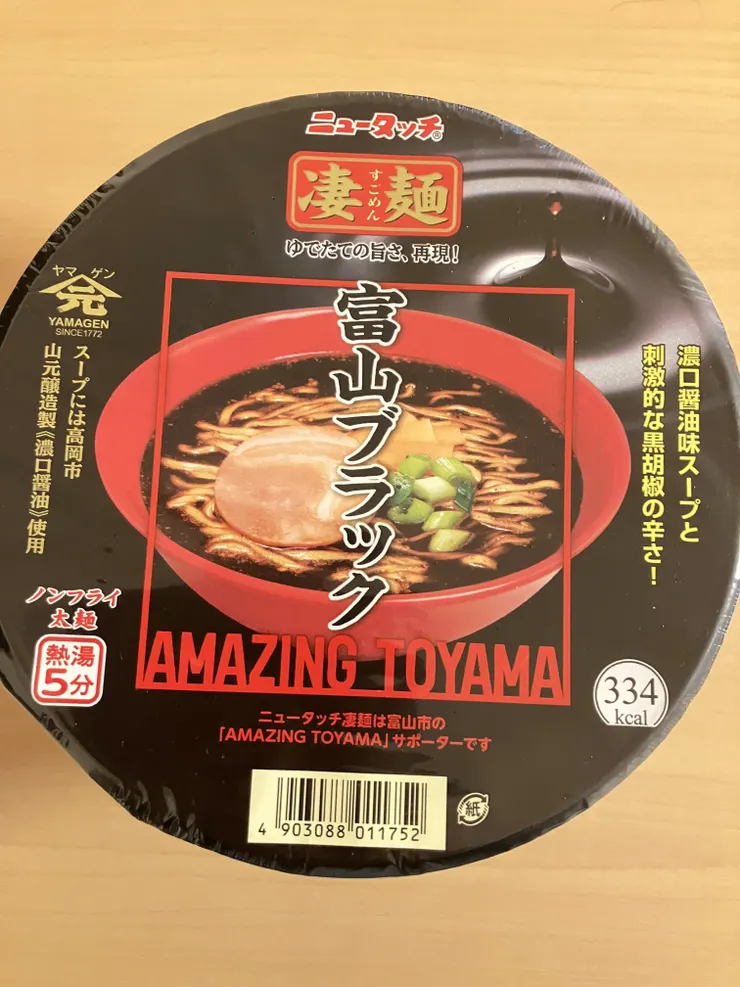 ニュータッチ®
凄麺
すごめん
ゆでたての旨さ、再現!
ヤマ ゲン
元
YAMAGEN
SINCE1772
スープには高岡市
山元醸造製《濃口醤油》使用
富山ブラック
濃口醤油味スープと
刺激的な黒胡椒の辛さ!
ノンフライ
太麺
熱湯
5分
AMAZING TOYAMA
334
kcal
ニュータッチ凄麺は富山市の
「AMAZING TOYAMA」サポーターです
4 903088 011752
紙